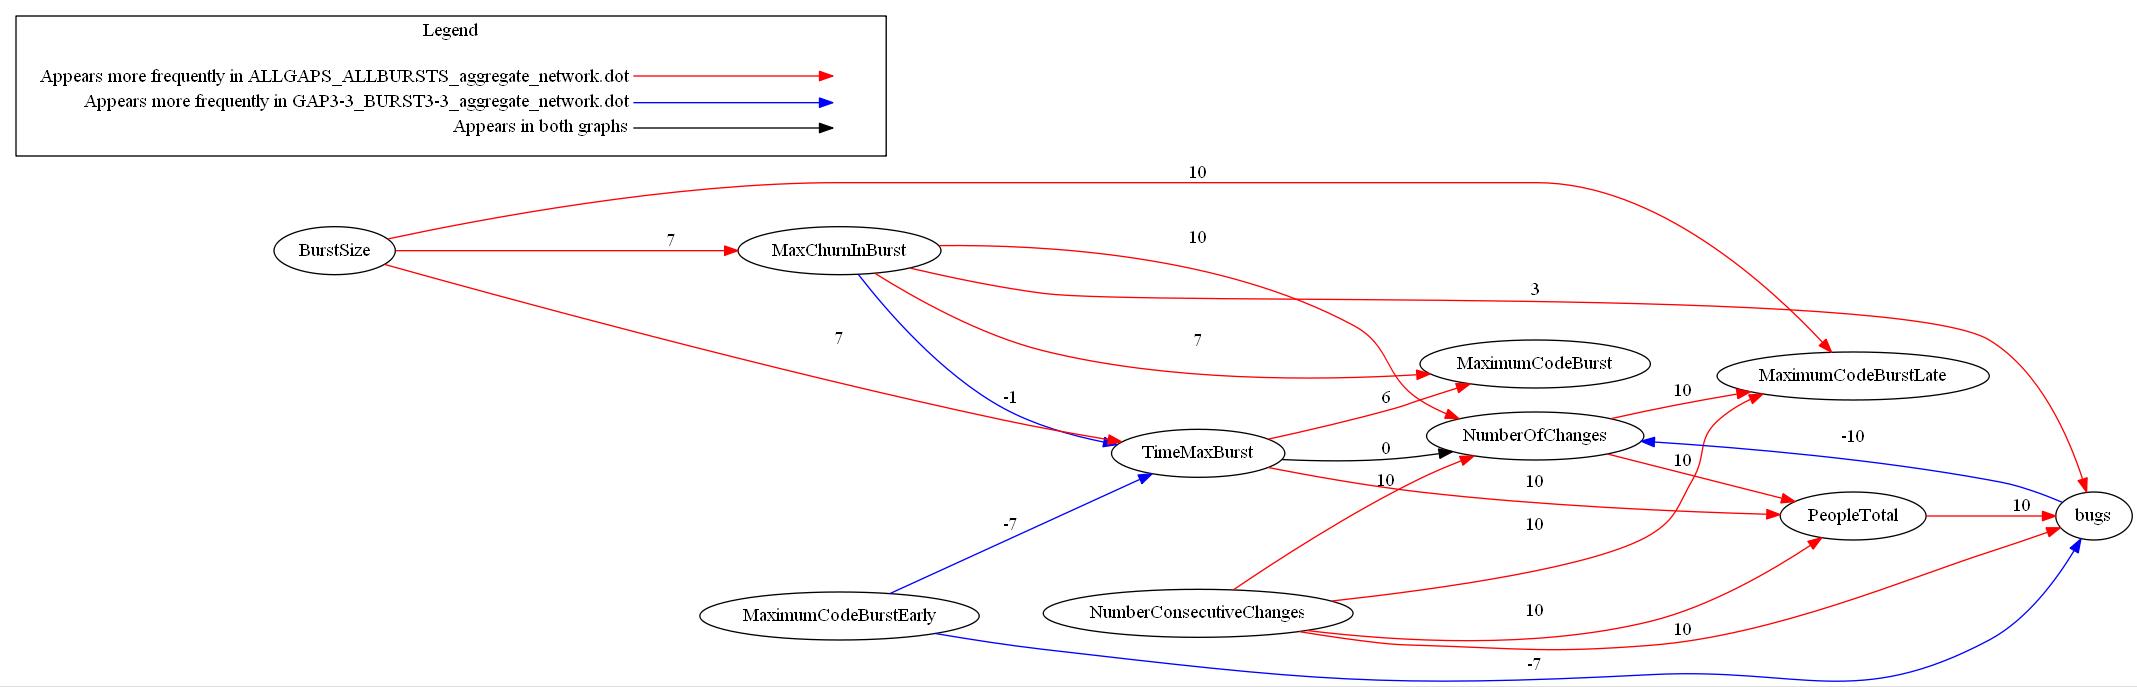 Legend
Appears more frequently in ALLGAPS_ALLBURSTS_aggregate_network.dot
Appears more frequently in GAP3-3_BURST3-3_aggregate_network.dot
Appears in both graphs
10
BurstSize
7
MaxChurnInBurst
10
3
7
7
MaximumCodeBurst
MaximumCodeBurstLate
-1
6
10
TimeMaxBurst
0
NumberOfChanges
-10
10
10
10
PeopleTotal
10
bugs
-7
10
MaximumCodeBurstEarly
NumberConsecutiveChanges
10
10
-7